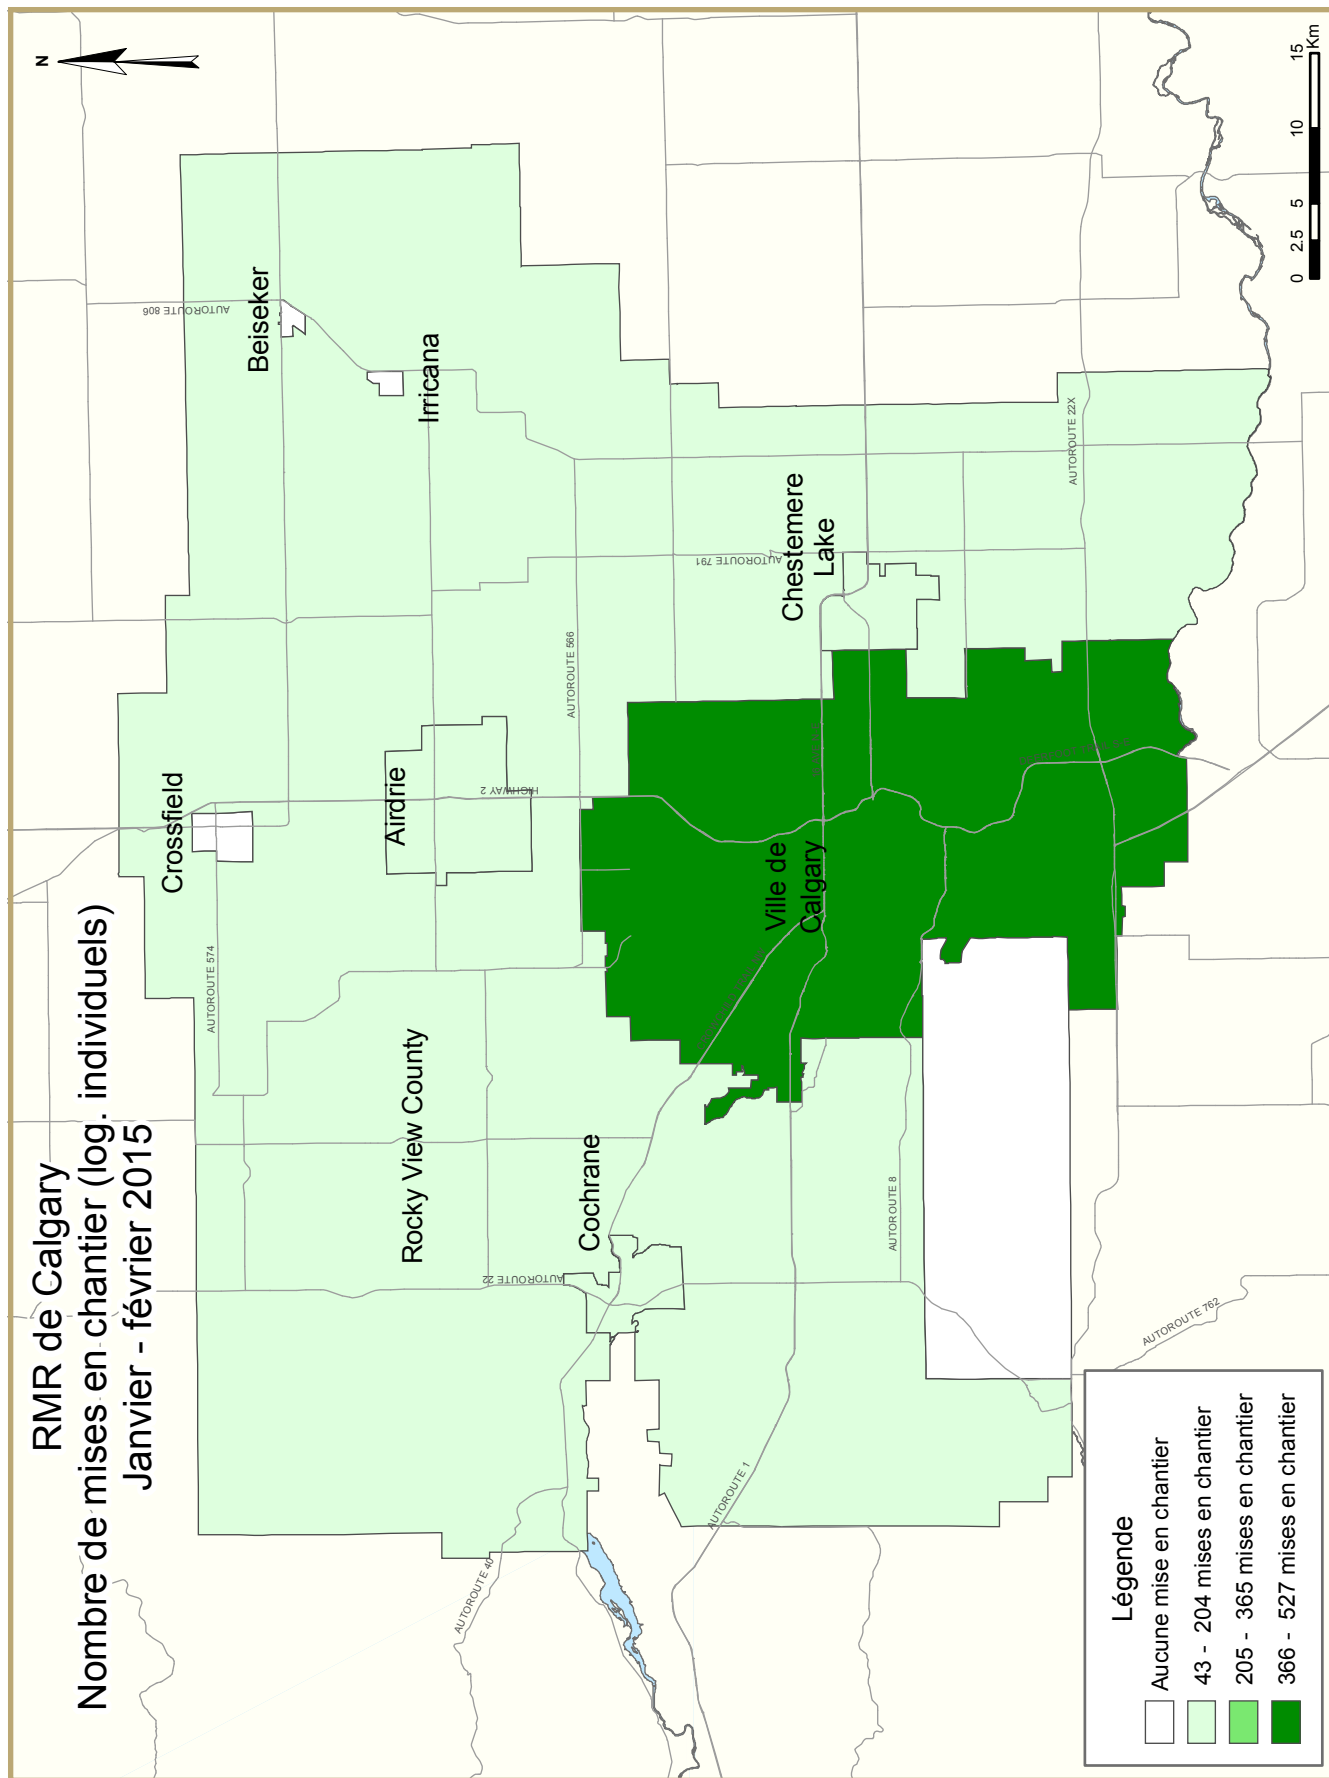 RMR de Calgary
Nombre de mises en chantier (log. individuels)
Janvier - février 2015
N
Crossfield
Beiseker
Irricana
Airdrie
Rocky View County
Cochrane
Chestemere
Lake
Ville de
Calgary
AUTOROUTE 574
AUTOROUTE 806
AUTOROUTE 566
HIGHWAY 2
AUTOROUTE 791
AUTOROUTE 22
AUTOROUTE 40
AUTOROUTE 1
AUTOROUTE 8
AUTOROUTE 22X
AUTOROUTE 762
Légende
Aucune mise en chantier
43 - 204 mises en chantier
205 - 365 mises en chantier
366 - 527 mises en chantier
0 2.5 5 10 15
Km